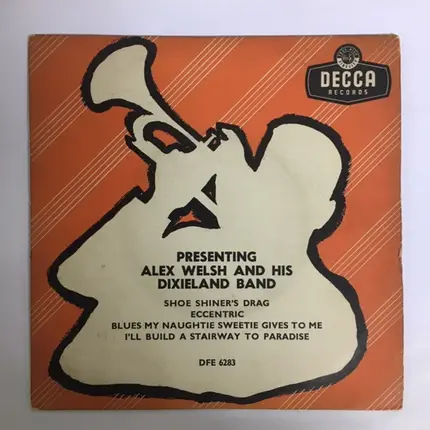 DECCA
RECORDS
PRESENTING
ALEX WELSH AND HIS
DIXIELAND BAND
SHOE SHINER'S DRAG
ECCENTRIC
BLUES MY NAUGHTIE SWEETIE GIVES TO ME
I'LL BUILD A STAIRWAY TO PARADISE
DFE 6283